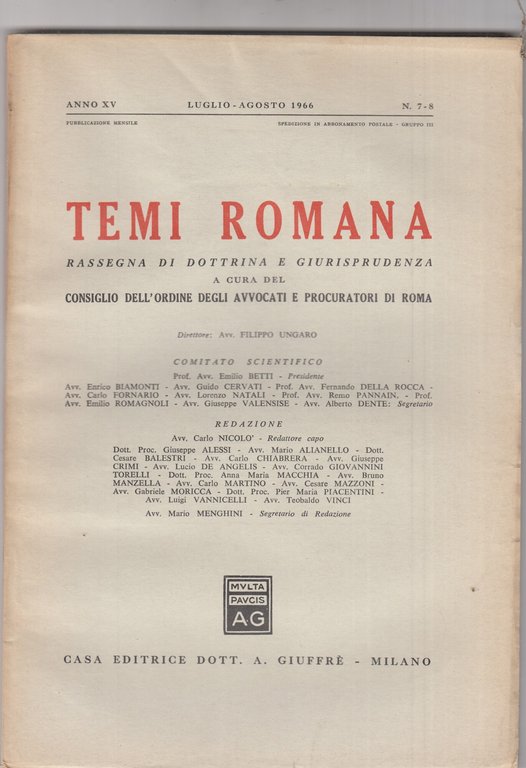 ANNO XV LUGLIO - AGOSTO 1966 N. 7-8
PUBBLICAZIONE MENSILE SPEDIZIONE IN ABBONAMENTO POSTALE - GRUPPO III
TEMI ROMANA
RASSEGNA DI DOTTRINA E GIURISPRUDENZA
A CURA DEL
CONSIGLIO DELL'ORDINE DEGLI AVVOCATI E PROCURATORI DI ROMA
Direttore: Avv. FILIPPO UNGARO
COMITATO SCIENTIFICO
Prof. Avv. Emilio BETTI - Presidente
Avv. Enrico BIAMONTI - Avv. Guido CERVATI - Prof. Avv. Fernando DELLA ROCCA -
Avv. Carlo FORNARIO - Avv. Lorenzo NATALI - Prof. Avv. Remo PANNAIN, - Prof.
Avv. Emilio ROMAGNOLI - Avv. Giuseppe VALENSISE - Avv. Alberto DENTE: Segretario
REDAZIONE
Avv. Carlo NICOLO' - Redattore capo
Dott. Proc. Giuseppe ALESSI - Avv. Mario ALIANELLO - Dott.
Cesare BALESTRI - Avv. Carlo CHIABRERA - Avv. Giuseppe
CRIMI - Avv. Lucio DE ANGELIS - Avv. Corrado GIOVANNINI
TORELLI - Dott. Proc. Anna Maria MACCHIA - Avv. Bruno
MANZELLA - Avv. Carlo MARTINO - Avv. Cesare MAZZONI -
Avv. Gabriele MORICCA - Dott. Proc. Pier Maria PIACENTINI -
Avv. Luigi VANNICELLI - Avv. Teobaldo VINCI
Avv. Mario MENGHINI - Segretario di Redazione
MVLTA
PAVCIS
A·G
CASA EDITRICE DOTT. A. GIUFFRÈ - MILANO